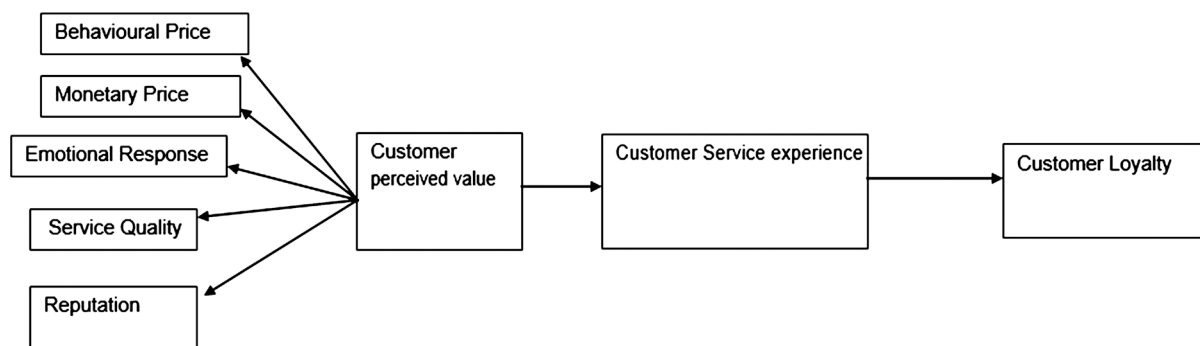 Behavioural Price
Monetary Price
Emotional Response
Service Quality
Reputation
Customer
perceived value
Customer Service experience
Customer Loyalty